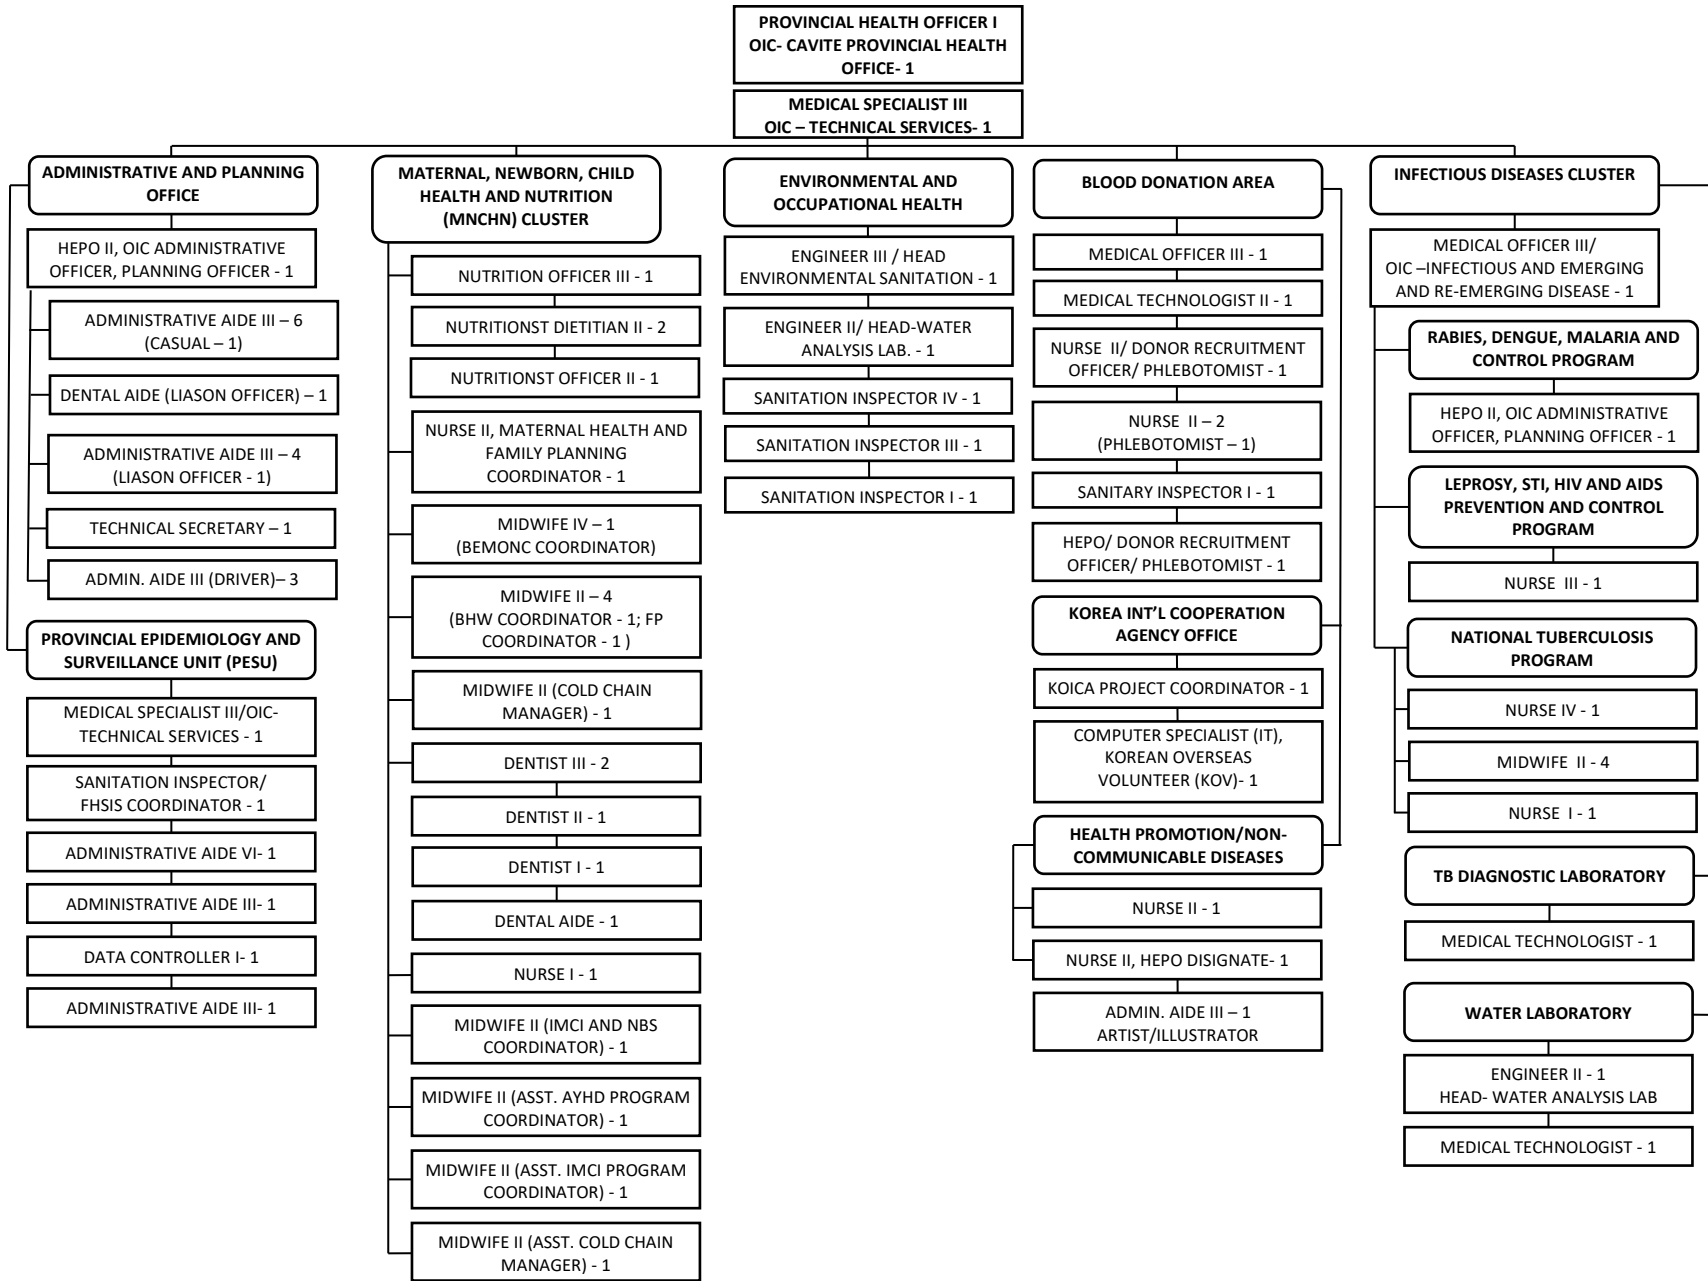 PROVINCIAL HEALTH OFFICER I
OIC- CAVITE PROVINCIAL HEALTH
OFFICE- 1
MEDICAL SPECIALIST III
OIC – TECHNICAL SERVICES- 1
ADMINISTRATIVE AND PLANNING
OFFICE
HEPO II, OIC ADMINISTRATIVE
OFFICER, PLANNING OFFICER - 1
ADMINISTRATIVE AIDE III – 6
(CASUAL – 1)
DENTAL AIDE (LIASON OFFICER) – 1
ADMINISTRATIVE AIDE III – 4
(LIASON OFFICER - 1)
TECHNICAL SECRETARY – 1
ADMIN. AIDE III (DRIVER)– 3
PROVINCIAL EPIDEMIOLOGY AND
SURVEILLANCE UNIT (PESU)
MEDICAL SPECIALIST III/OIC-
TECHNICAL SERVICES - 1
SANITATION INSPECTOR/
FHSIS COORDINATOR - 1
ADMINISTRATIVE AIDE VI- 1
ADMINISTRATIVE AIDE III- 1
DATA CONTROLLER I- 1
ADMINISTRATIVE AIDE III- 1
MATERNAL, NEWBORN, CHILD
HEALTH AND NUTRITION
(MNCHN) CLUSTER
NUTRITION OFFICER III - 1
NUTRITIONST DIETITIAN II - 2
NUTRITIONST OFFICER II - 1
NURSE II, MATERNAL HEALTH AND
FAMILY PLANNING
COORDINATOR - 1
MIDWIFE IV – 1
(BEMONC COORDINATOR)
MIDWIFE II – 4
(BHW COORDINATOR - 1; FP
COORDINATOR - 1 )
MIDWIFE II (COLD CHAIN
MANAGER) - 1
DENTIST III - 2
DENTIST II - 1
DENTIST I - 1
DENTAL AIDE - 1
NURSE I - 1
MIDWIFE II (IMCI AND NBS
COORDINATOR) - 1
MIDWIFE II (ASST. AYHD PROGRAM
COORDINATOR) - 1
MIDWIFE II (ASST. IMCI PROGRAM
COORDINATOR) - 1
MIDWIFE II (ASST. COLD CHAIN
MANAGER) - 1
ENVIRONMENTAL AND
OCCUPATIONAL HEALTH
ENGINEER III / HEAD
ENVIRONMENTAL SANITATION - 1
ENGINEER II/ HEAD-WATER
ANALYSIS LAB. - 1
SANITATION INSPECTOR IV - 1
SANITATION INSPECTOR III - 1
SANITATION INSPECTOR I - 1
BLOOD DONATION AREA
MEDICAL OFFICER III - 1
MEDICAL TECHNOLOGIST II - 1
NURSE II/ DONOR RECRUITMENT
OFFICER/ PHLEBOTOMIST - 1
NURSE II – 2
(PHLEBOTOMIST – 1)
SANITARY INSPECTOR I - 1
HEPO/ DONOR RECRUITMENT
OFFICER/ PHLEBOTOMIST - 1
KOREA INT’L COOPERATION
AGENCY OFFICE
KOICA PROJECT COORDINATOR - 1
COMPUTER SPECIALIST (IT),
KOREAN OVERSEAS
VOLUNTEER (KOV)- 1
HEALTH PROMOTION/NON-
COMMUNICABLE DISEASES
NURSE II - 1
NURSE II, HEPO DISIGNATE- 1
ADMIN. AIDE III – 1
ARTIST/ILLUSTRATOR
INFECTIOUS DISEASES CLUSTER
MEDICAL OFFICER III/
OIC –INFECTIOUS AND EMERGING
AND RE-EMERGING DISEASE - 1
RABIES, DENGUE, MALARIA AND
CONTROL PROGRAM
HEPO II, OIC ADMINISTRATIVE
OFFICER, PLANNING OFFICER - 1
LEPROSY, STI, HIV AND AIDS
PREVENTION AND CONTROL
PROGRAM
NURSE III - 1
NATIONAL TUBERCULOSIS
PROGRAM
NURSE IV - 1
MIDWIFE II - 4
NURSE I - 1
TB DIAGNOSTIC LABORATORY
MEDICAL TECHNOLOGIST - 1
WATER LABORATORY
ENGINEER II - 1
HEAD- WATER ANALYSIS LAB
MEDICAL TECHNOLOGIST - 1